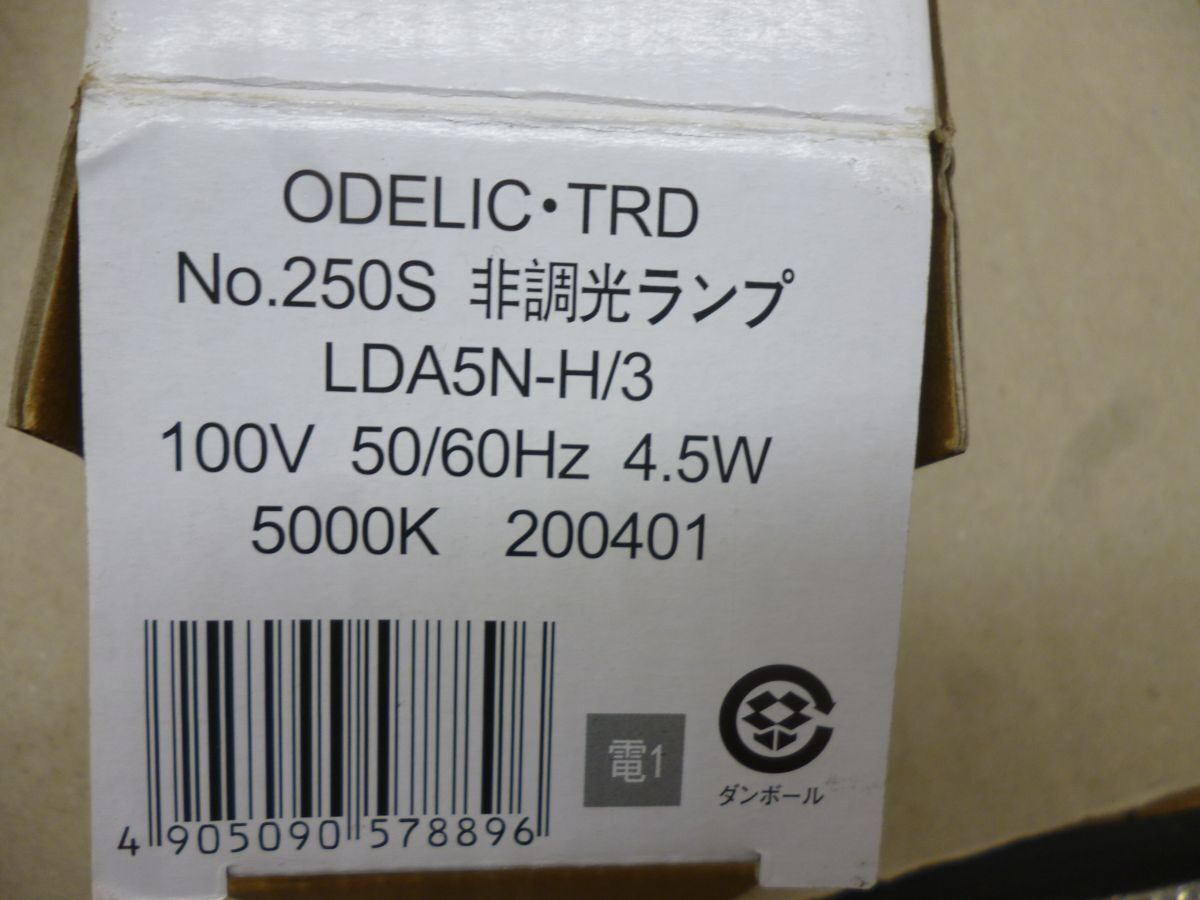 ODELIC・TRD
No.250S 非調光ランプ
LDA5N-H/3
100V 50/60Hz 4.5W
5000K 200401
電1
ダンボール
4 905090 578896